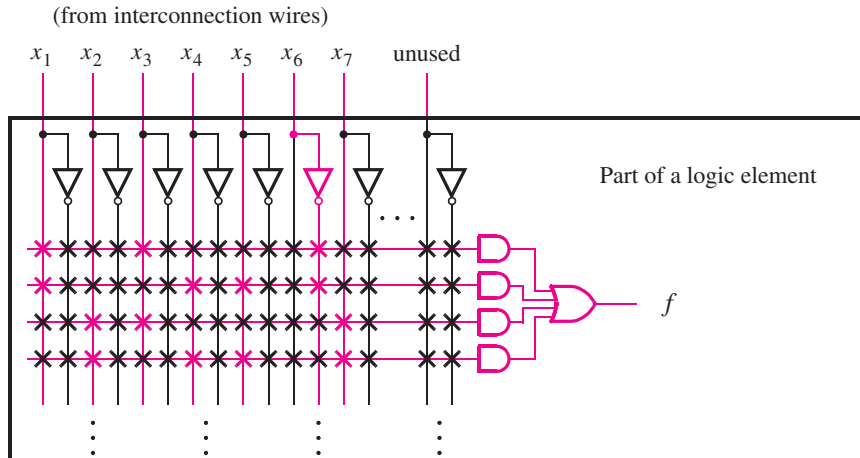 (from interconnection wires)
x₁ x₂ x₃ x₄ x₅ x₆ x₇ unused
Part of a logic element
f